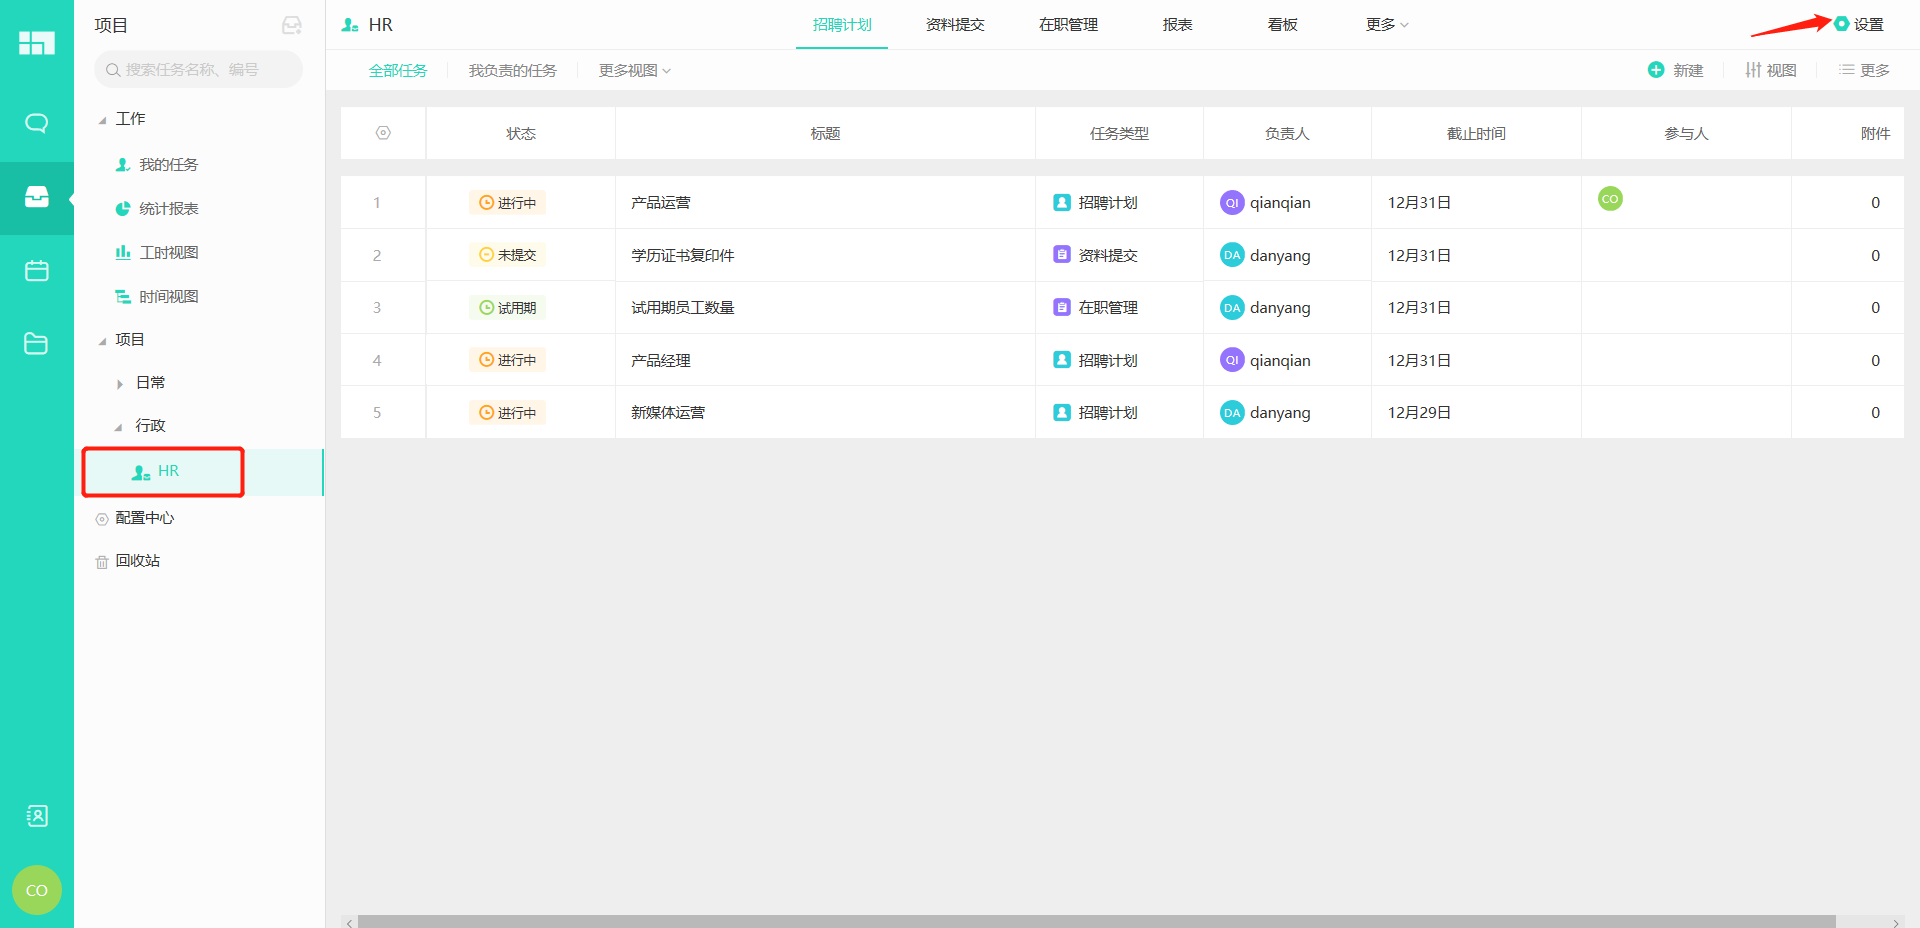 项目
搜索任务名称、编号
工作
我的任务
统计报表
工时视图
时间视图
项目
日常
行政
HR
配置中心
回收站
CO
HR 招聘计划 资料提交 在职管理 报表 看板 更多 设置
全部任务 我负责的任务 更多视图 新建 视图 更多
状态 标题 任务类型 负责人 截止时间 参与人 附件
1 进行中 产品运营 招聘计划 QI qianqian 12月31日 CO 0
2 未提交 学历证书复印件 资料提交 DA danyang 12月31日 0
3 试用期 试用期员工数量 在职管理 DA danyang 12月31日 0
4 进行中 产品经理 招聘计划 QI qianqian 12月31日 0
5 进行中 新媒体运营 招聘计划 DA danyang 12月29日 0